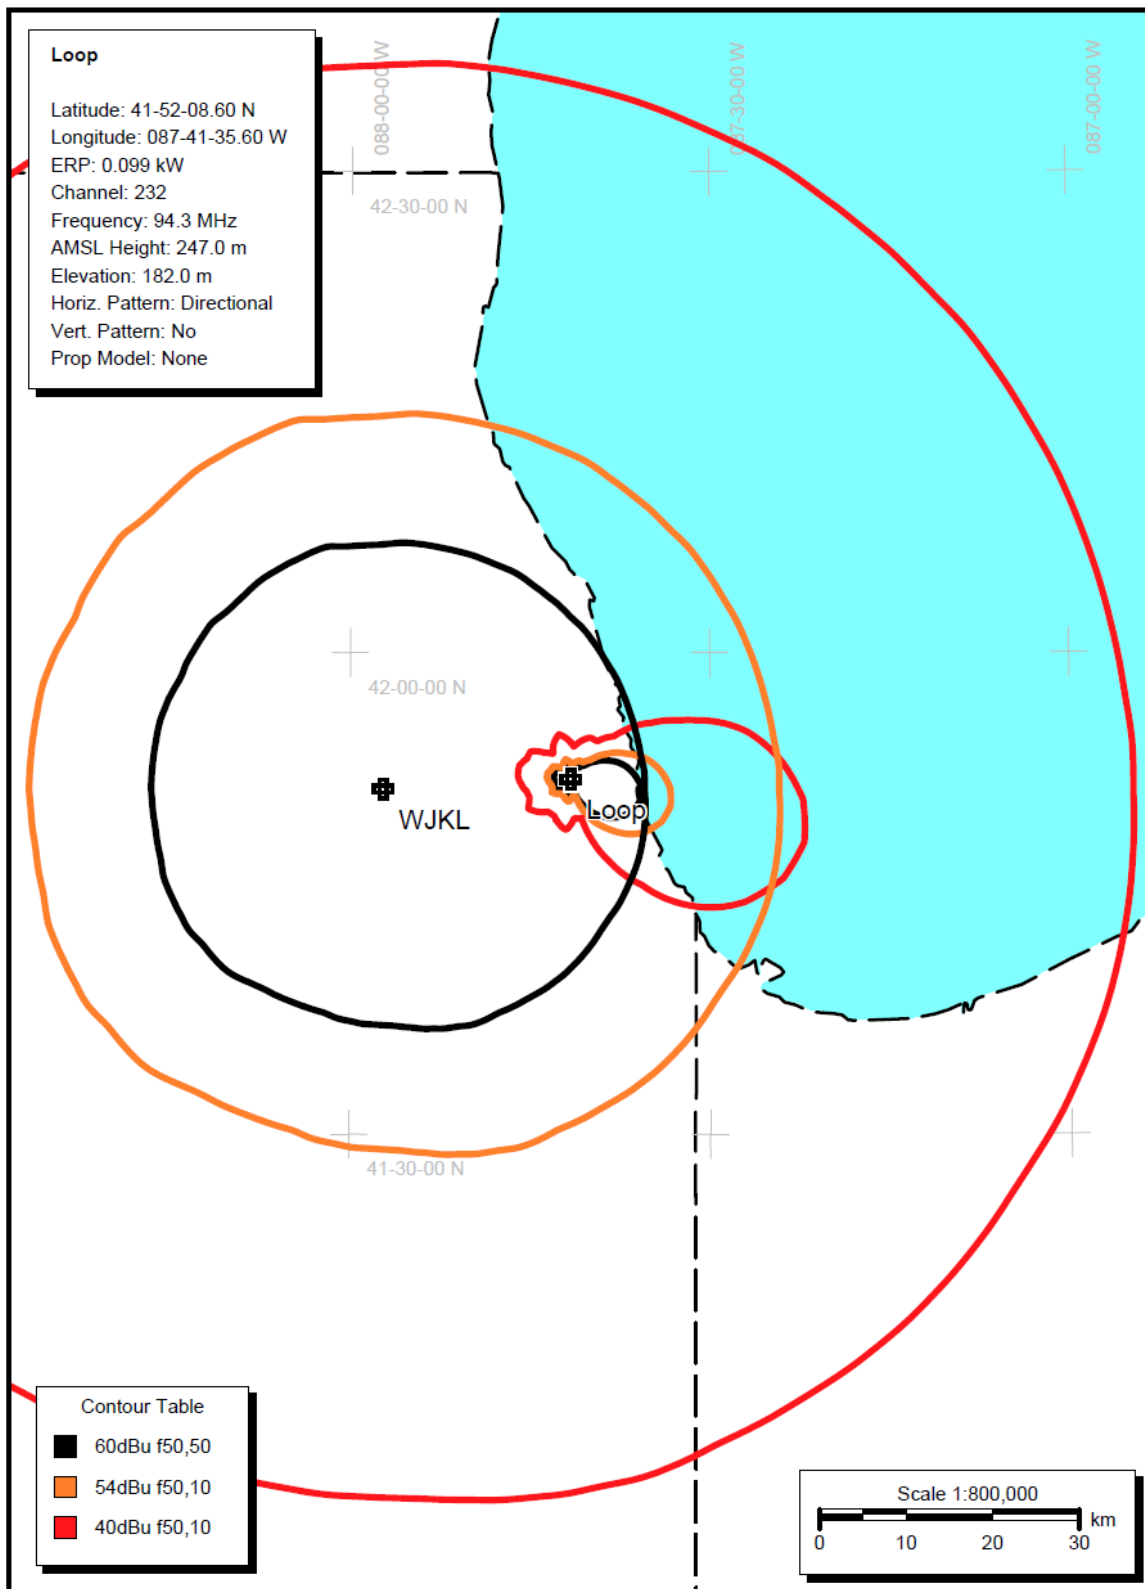 Loop
Latitude: 41-52-08.60 N
Longitude: 087-41-35.60 W
ERP: 0.099 kW
Channel: 232
Frequency: 94.3 MHz
AMSL Height: 247.0 m
Elevation: 182.0 m
Horiz. Pattern: Directional
Vert. Pattern: No
Prop Model: None
088-00-00 W
087-30-00 W
087-00-00 W
42-30-00 N
42-00-00 N
WJKL
Loop
41-30-00 N
Contour Table
60dBu f50,50
54dBu f50,10
40dBu f50,10
Scale 1:800,000
km
0 10 20 30